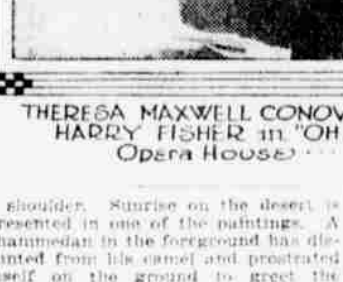 THERESA MAXWELL CONOV
HARRY FISHER in "OH
Opera House
shoulder. Sunrise on the desert is
resented in one of the paintings. A
hammedan in the foreground has dis-
unted from his camel and prostrated
self on the ground to greet the